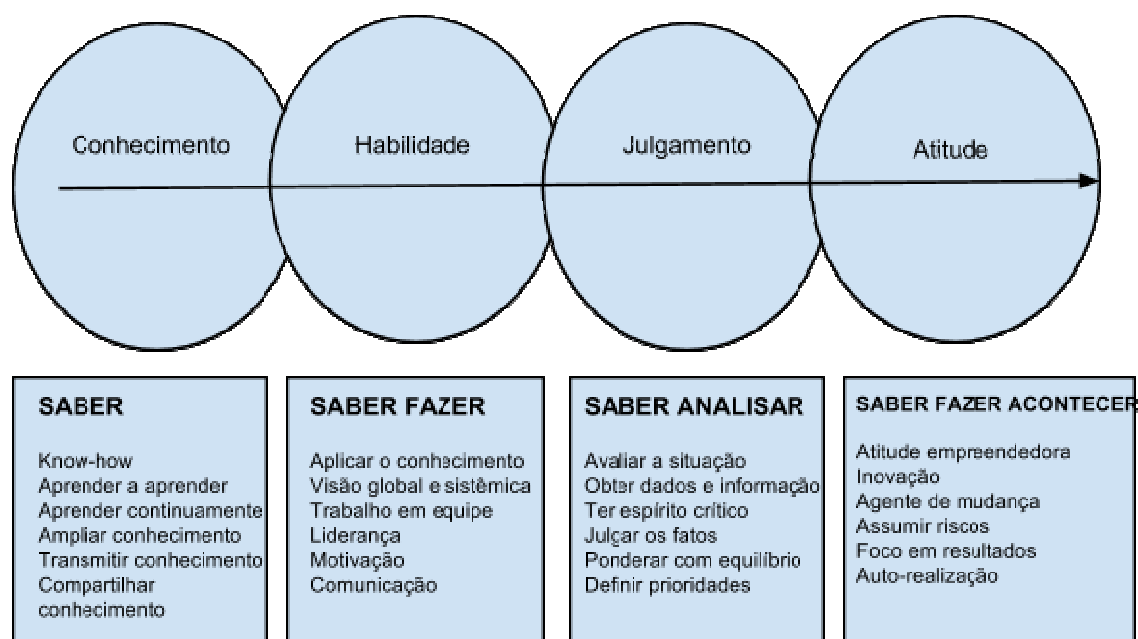 Conhecimento
Habilidade
Julgamento
Atitude
SABER
Know-how
Aprender a aprender
Aprender continuamente
Ampliar conhecimento
Transmitir conhecimento
Compartilhar
conhecimento
SABER FAZER
Aplicar o conhecimento
Visão global e sistêmica
Trabalho em equipe
Liderança
Motivação
Comunicação
SABER ANALISAR
Avaliar a situação
Obter dados e informação
Ter espírito crítico
Julgar os fatos
Ponderar com equilíbrio
Definir prioridades
SABER FAZER ACONTECER
Atitude empreendedora
Inovação
Agente de mudança
Assumir riscos
Foco em resultados
Auto-realização